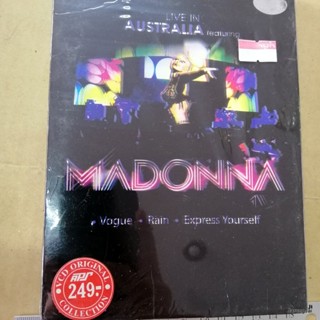 LIVE IN
AUSTRALIA featuring
MADONNA
Vogue • Rain • Express Yourself
VCD ORIGINAL
249.-
COLLECTION